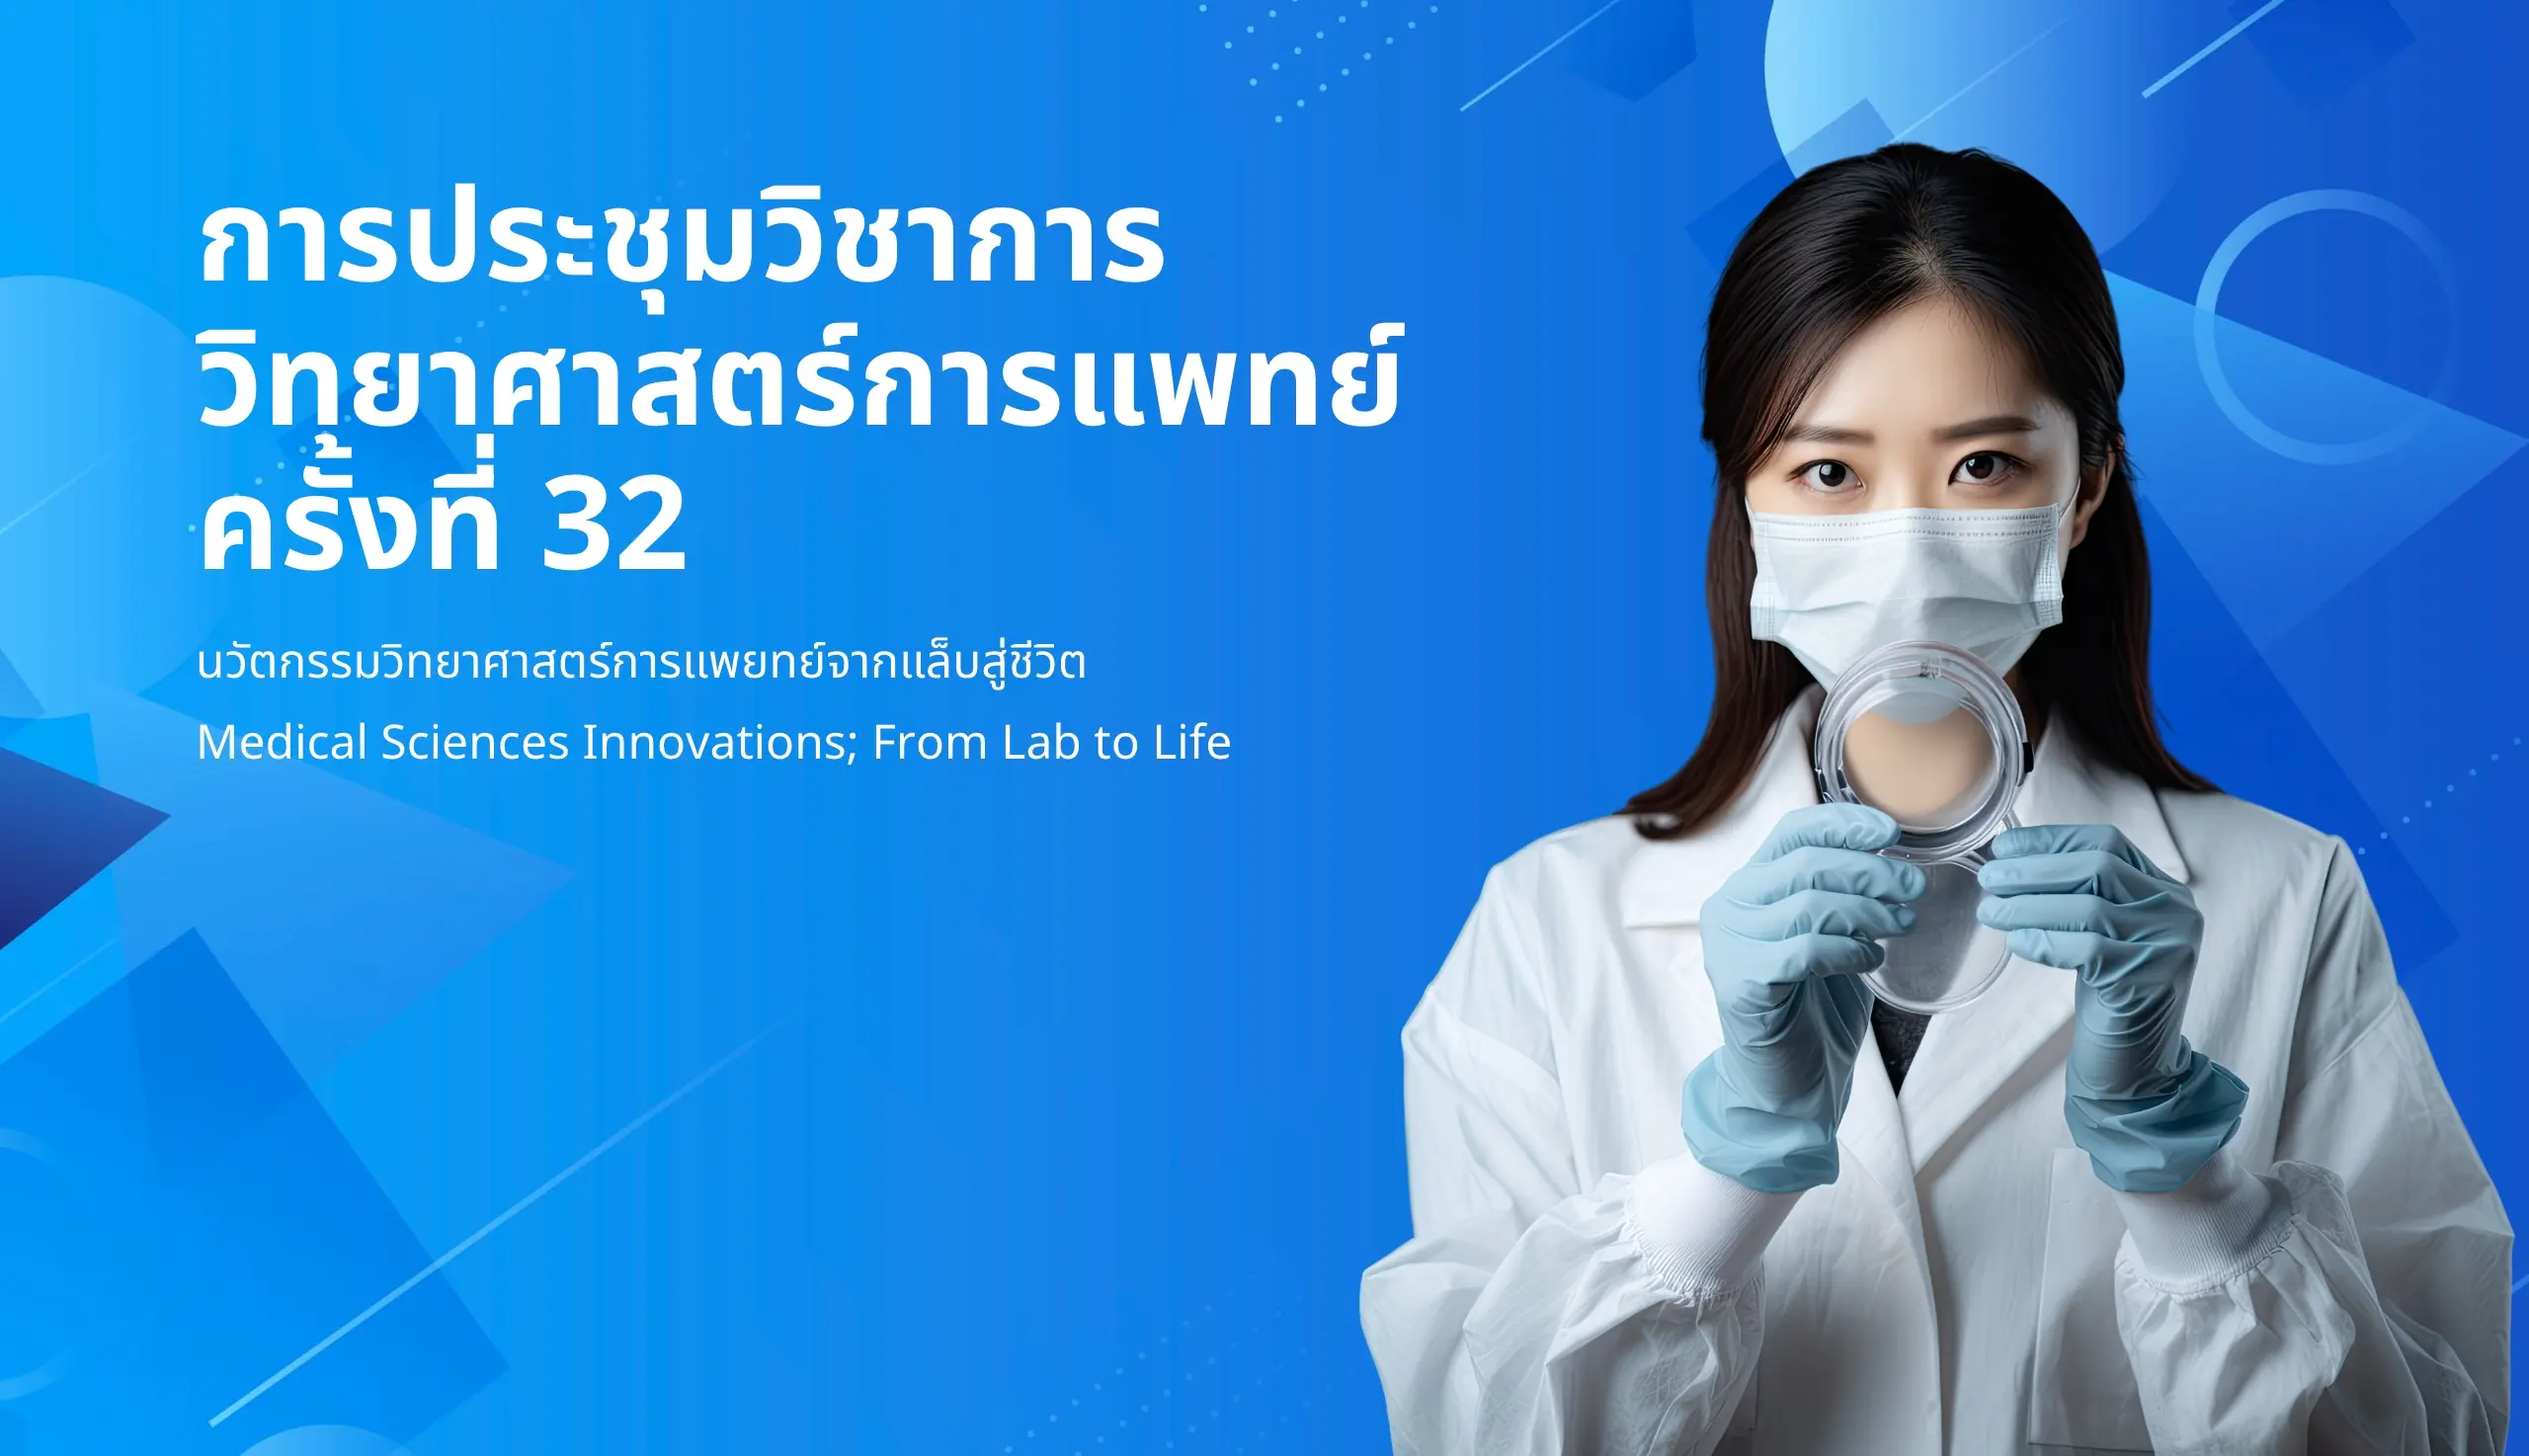 การประชุมวิชาการ
วิทยาศาสตร์การแพทย์
ครั้งที่ 32
นวัตกรรมวิทยาศาสตร์การแพยทย์จากแล็บสู่ชีวิต
Medical Sciences Innovations; From Lab to Life